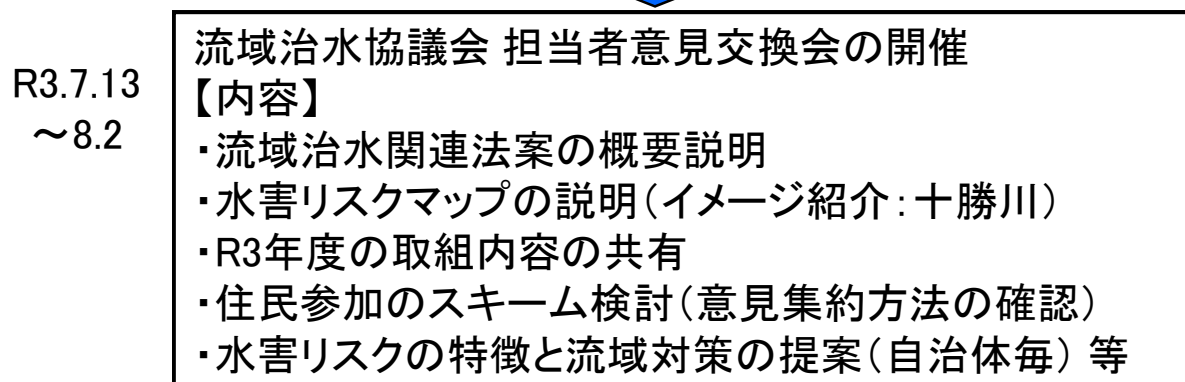 R3.7.13
～8.2
流域治水協議会 担当者意見交換会の開催
【内容】
・流域治水関連法案の概要説明
・水害リスクマップの説明（イメージ紹介：十勝川）
・R3年度の取組内容の共有
・住民参加のスキーム検討（意見集約方法の確認）
・水害リスクの特徴と流域対策の提案（自治体毎） 等